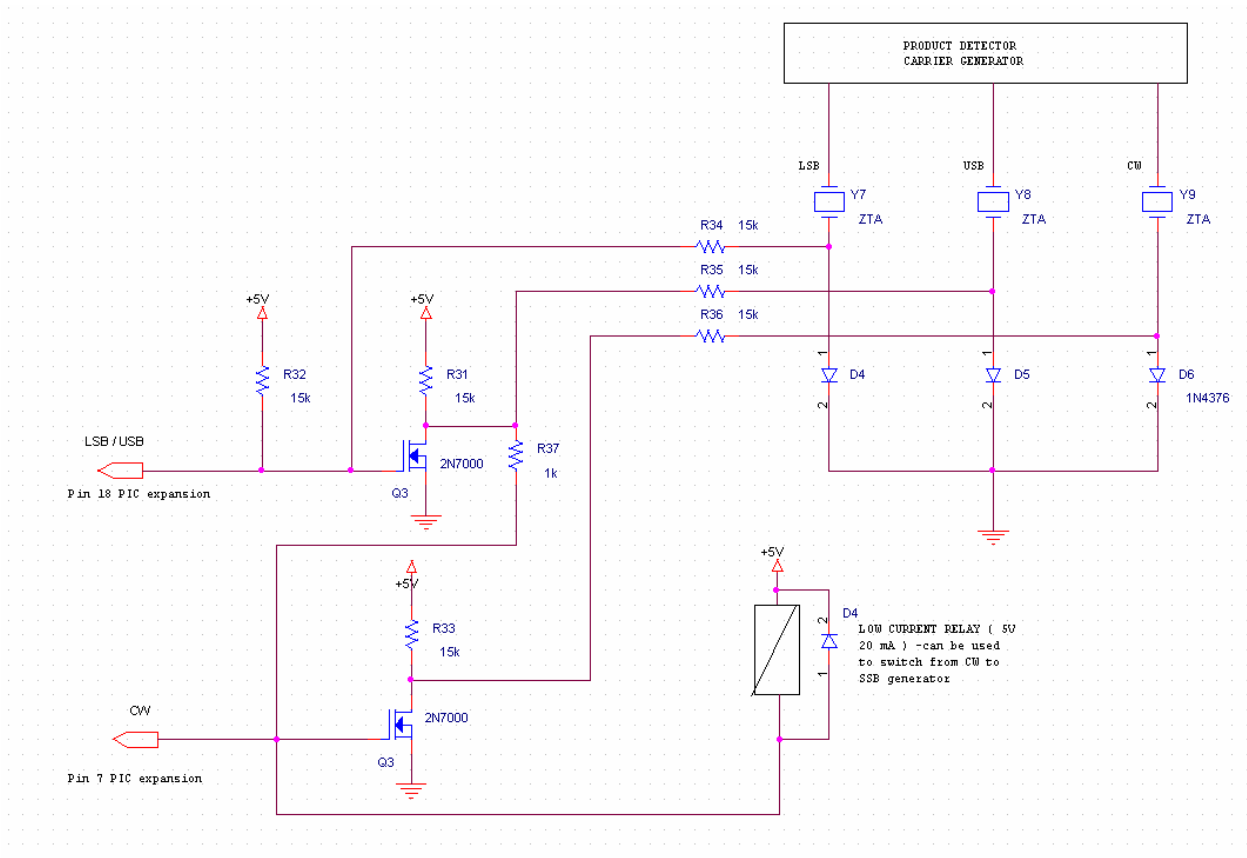 PRODUCT DETECTOR
CARRIER GENERATOR
LSB
USB
CW
Y7
ZTA
Y8
ZTA
Y9
ZTA
R34 15k
R35 15k
R36 15k
+5V
+5V
R32
15k
R31
15k
1
2
D4
1
2
D5
1
2
D6
1N4376
LSB / USB
Pin 18 PIC expansion
2N7000
Q3
R37
1k
+5V
R33
15k
+5V
2
1
D4
LOW CURRENT RELAY ( 5V
20 mA ) -can be used
to switch from CW to
SSB generator
CW
Pin 7 PIC expansion
2N7000
Q3